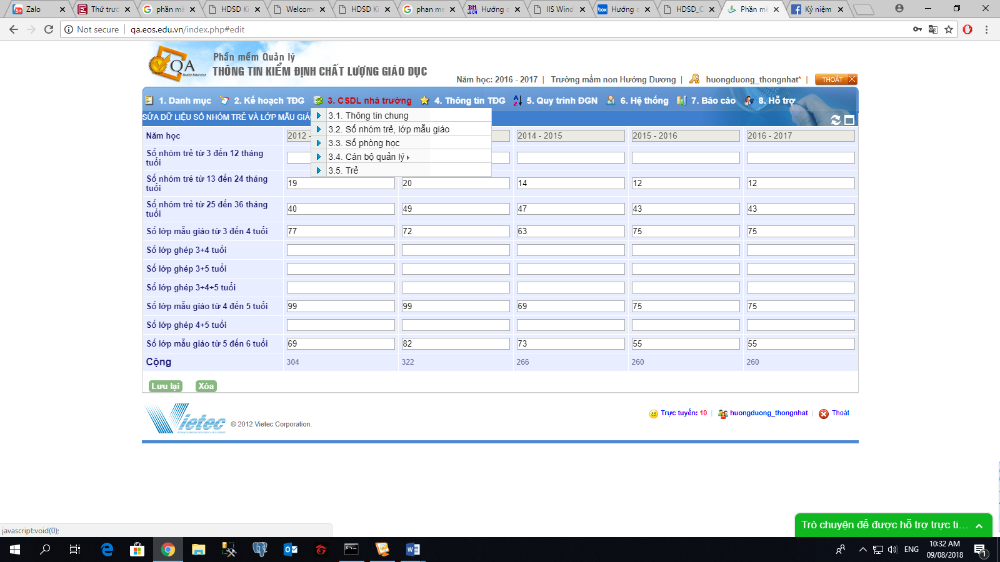 Zalo
Thứ trưở
phần mề
HDSD Ki
Welcome
HDSD Ki
phan me
Hướng d
IIS Wind
Hướng d
HDSD_C
Phần mề
Kỷ niệm
Not secure
qa.eos.edu.vn/index.php#edit
QA
Quality Assurance
Phần mềm Quản lý
THÔNG TIN KIỂM ĐỊNH CHẤT LƯỢNG GIÁO DỤC
Năm học: 2016 - 2017 | Trường mầm non Hướng Dương | huongduong_thongnhat* | THOÁT
1. Danh mục 2. Kế hoạch TĐG 3. CSDL nhà trường 4. Thông tin TĐG 5. Quy trình ĐGN 6. Hệ thống 7. Báo cáo 8. Hỗ trợ
SỬA DỮ LIỆU SỐ NHÓM TRẺ VÀ LỚP MẪU GIÁO
3.1. Thông tin chung
3.2. Số nhóm trẻ, lớp mẫu giáo
3.3. Số phòng học
3.4. Cán bộ quản lý
3.5. Trẻ
Năm học 2012 - 2014 - 2015 2015 - 2016 2016 - 2017
Số nhóm trẻ từ 3 đến 12 tháng
tuổi
Số nhóm trẻ từ 13 đến 24 tháng
tuổi 19 20 14 12 12
Số nhóm trẻ từ 25 đến 36 tháng
tuổi 40 49 47 43 43
Số lớp mẫu giáo từ 3 đến 4 tuổi 77 72 63 75 75
Số lớp ghép 3+4 tuổi
Số lớp ghép 3+5 tuổi
Số lớp ghép 3+4+5 tuổi
Số lớp mẫu giáo từ 4 đến 5 tuổi 99 99 69 75 75
Số lớp ghép 4+5 tuổi
Số lớp mẫu giáo từ 5 đến 6 tuổi 69 82 73 55 55
Cộng 304 322 266 260 260
Lưu lại Xóa
Vietec
© 2012 Vietec Corporation.
Trực tuyến: 10 | huongduong_thongnhat | Thoát
Trò chuyện để được hỗ trợ trực ti...
javascript:void(0);
ENG
10:32 AM
09/08/2018
1